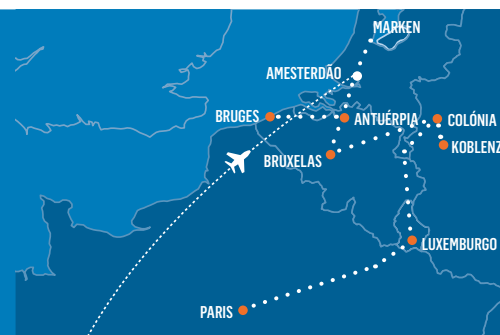 MARKEN
AMESTERDÃO
BRUGES
ANTUÉRPIA
COLÓNIA
KOBLENZ
BRUXELAS
LUXEMBURGO
PARIS